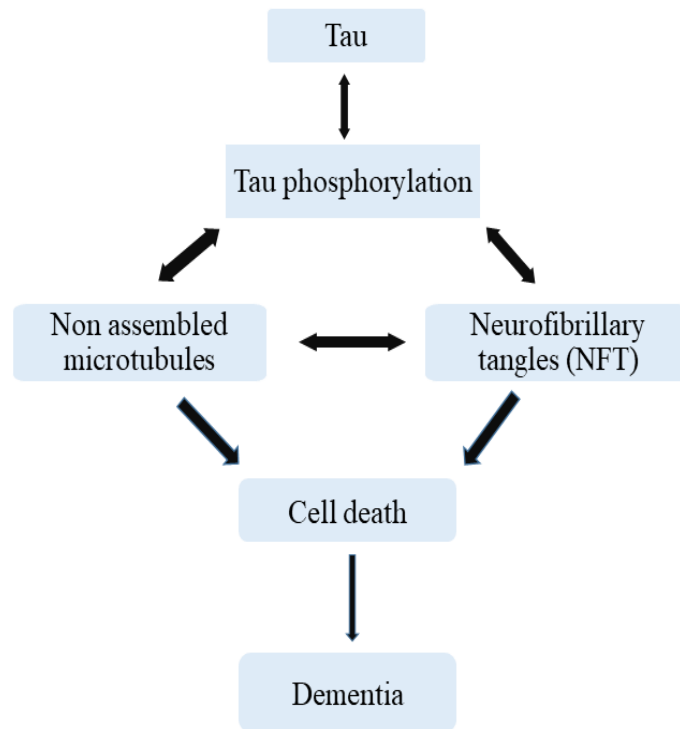 Tau
Tau phosphorylation
Non assembled
microtubules
Neurofibrillary
tangles (NFT)
Cell death
Dementia